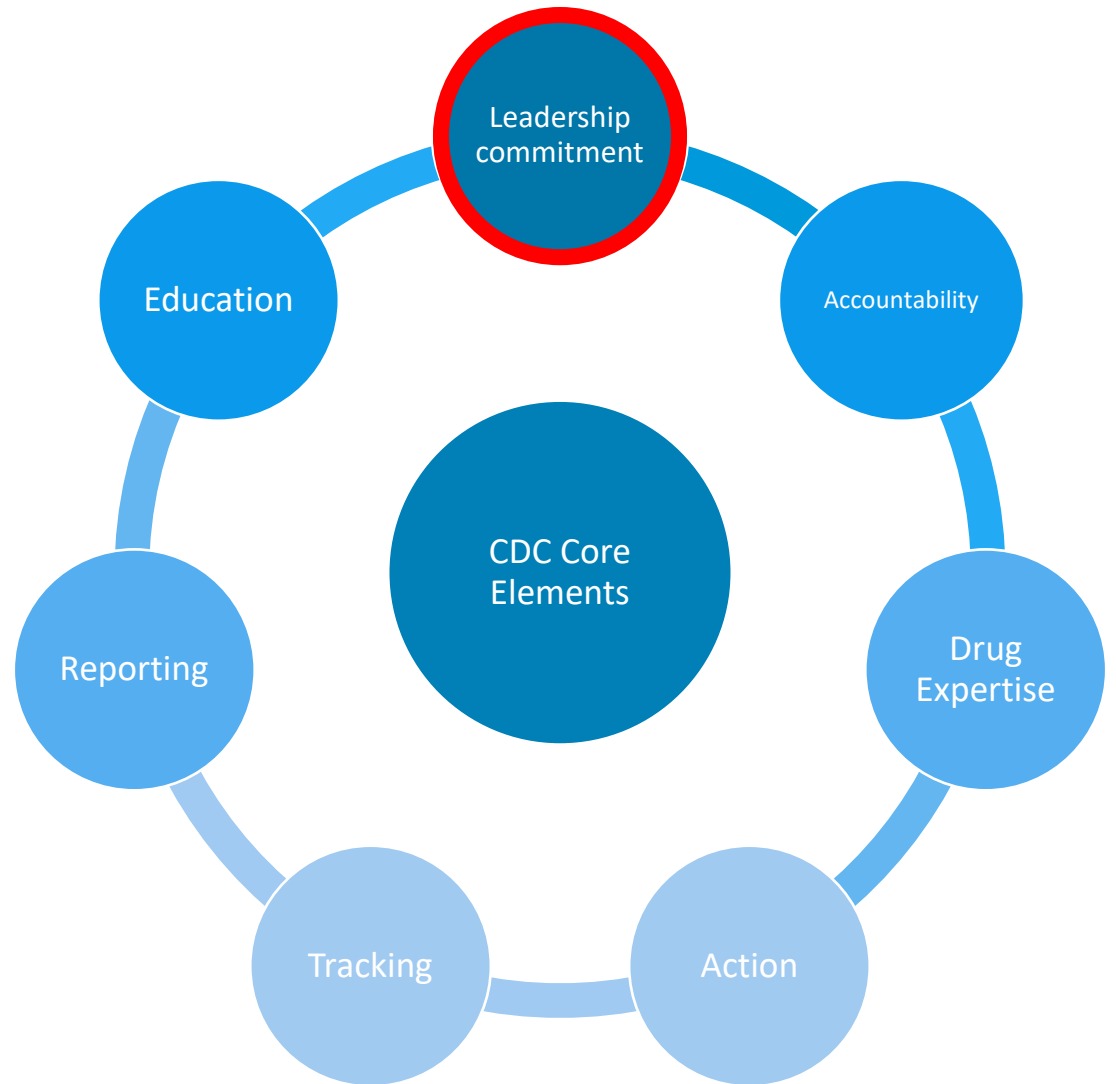 Leadership
commitment
Accountability
Drug
Expertise
Action
Tracking
Reporting
Education
CDC Core
Elements